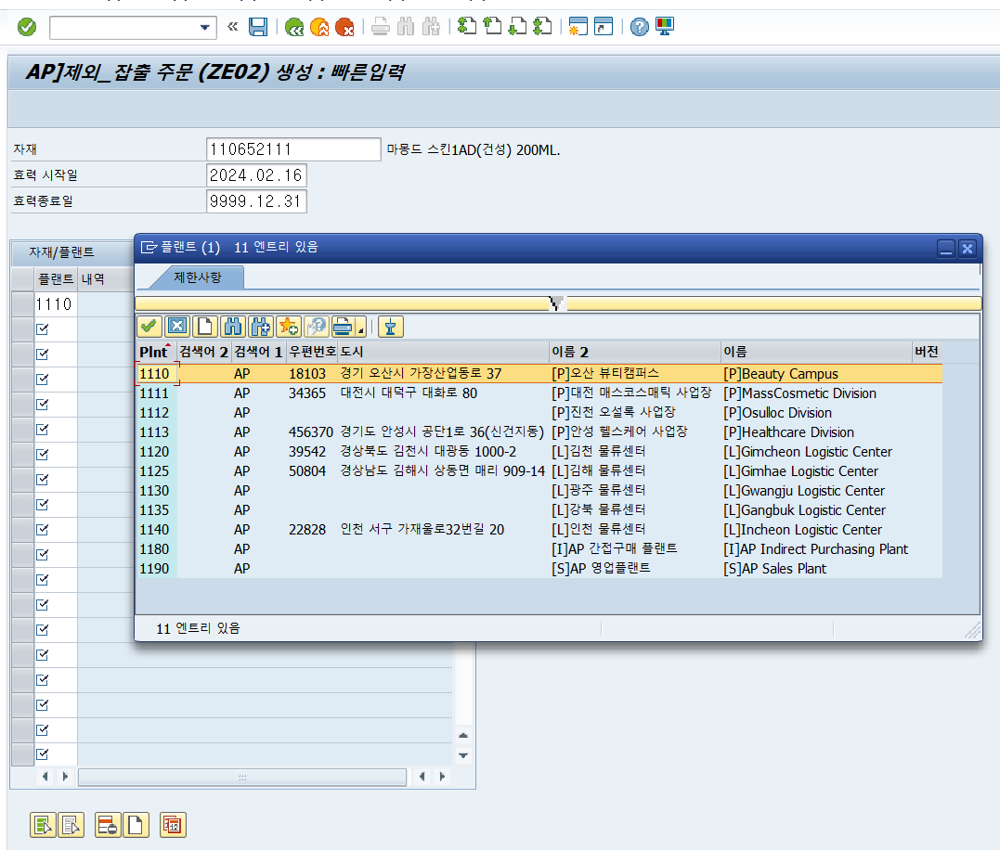 AP]제외_잡출 주문 (ZE02) 생성 : 빠른입력
자재 110652111 마몽드 스킨1AD(건성) 200ML.
효력 시작일 2024.02.16
효력종료일 9999.12.31
자재/플랜트
플랜트 내역
1110
플랜트 (1) 11 엔트리 있음
제한사항
Plnt 검색어 2 검색어 1 우편번호 도시 이름 2 이름 버전
1110 AP 18103 경기 오산시 가장산업동로 37 [P]오산 뷰티캠퍼스 [P]Beauty Campus
1111 AP 34365 대전시 대덕구 대화로 80 [P]대전 매스코스매틱 사업장 [P]MassCosmetic Division
1112 AP [P]진천 오설록 사업장 [P]Osulloc Division
1113 AP 456370 경기도 안성시 공단1로 36(신건지동) [P]안성 헬스케어 사업장 [P]Healthcare Division
1120 AP 39542 경상북도 김천시 대광동 1000-2 [L]김천 물류센터 [L]Gimcheon Logistic Center
1125 AP 50804 경상남도 김해시 상동면 매리 909-14 [L]김해 물류센터 [L]Gimhae Logistic Center
1130 AP [L]광주 물류센터 [L]Gwangju Logistic Center
1135 AP [L]강북 물류센터 [L]Gangbuk Logistic Center
1140 AP 22828 인천 서구 가재울로32번길 20 [L]인천 물류센터 [L]Incheon Logistic Center
1180 AP [I]AP 간접구매 플랜트 [I]AP Indirect Purchasing Plant
1190 AP [S]AP 영업플랜트 [S]AP Sales Plant
11 엔트리 있음